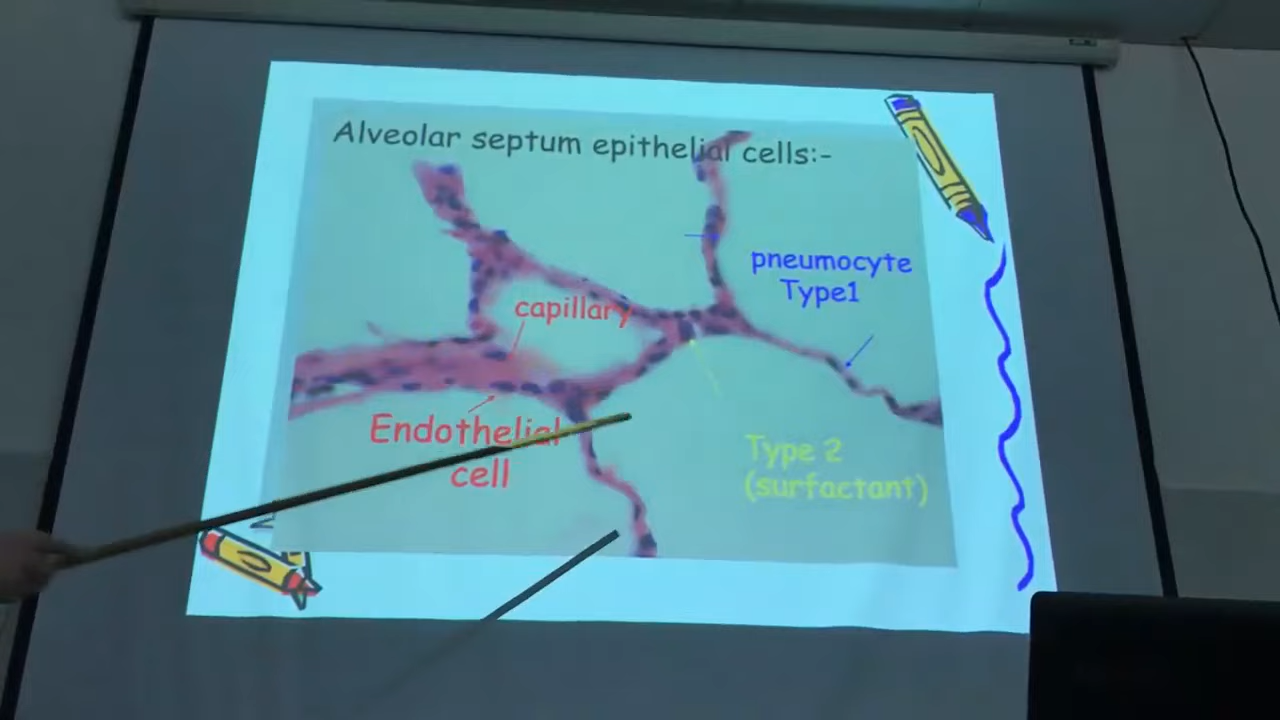 Alveolar septum epithelial cells:-
pneumocyte
Type1
capillary
Endothelial
cell
Type 2
(surfactant)